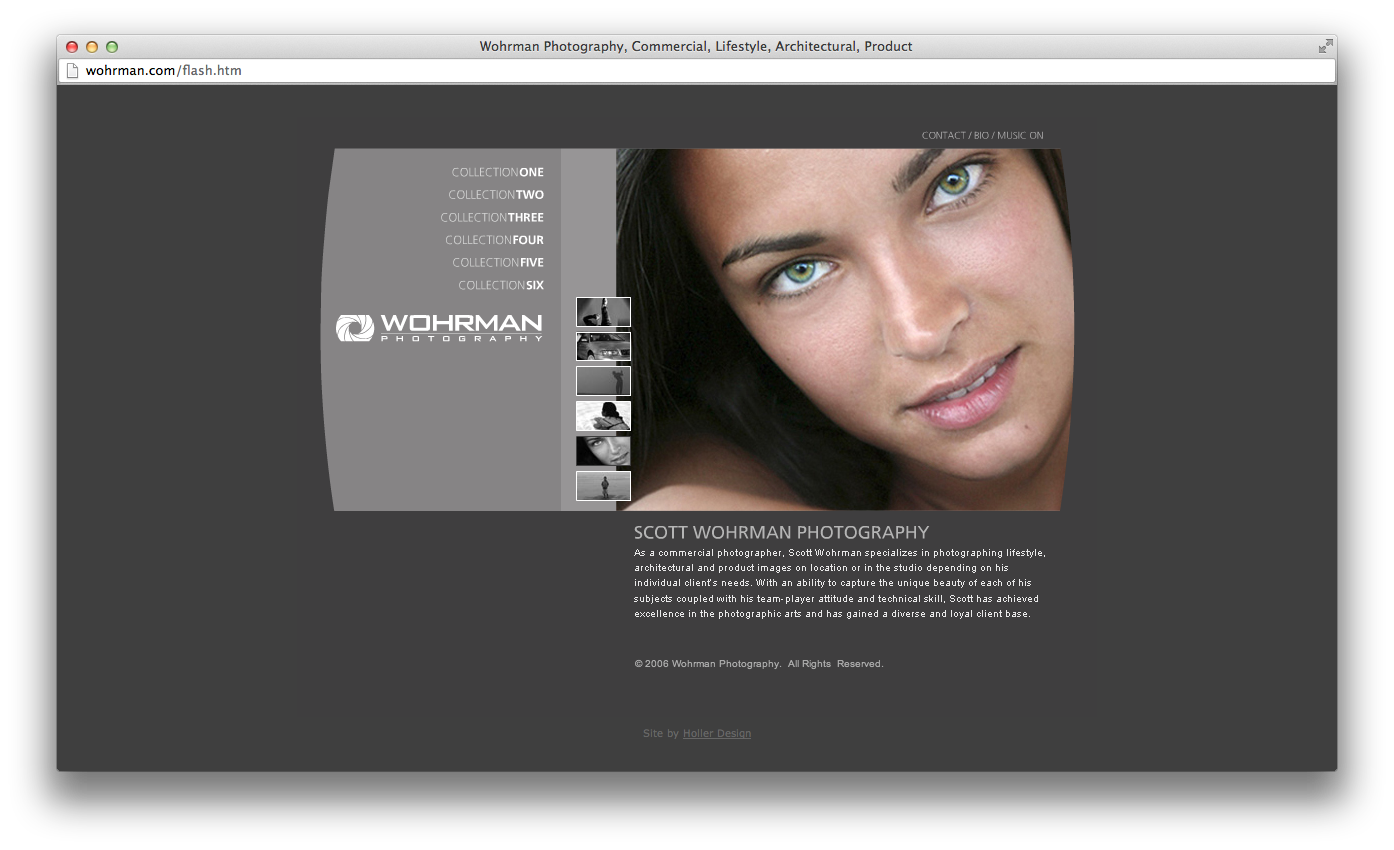 Wohrman Photography, Commercial, Lifestyle, Architectural, Product
wohrman.com/flash.htm
CONTACT / BIO / MUSIC ON
COLLECTIONONE
COLLECTIONTWO
COLLECTIONTHREE
COLLECTIONFOUR
COLLECTIONFIVE
COLLECTIONSIX
WOHRMAN
PHOTOGRAPHY
SCOTT WOHRMAN PHOTOGRAPHY
As a commercial photographer, Scott Wohrman specializes in photographing lifestyle,
architectural and product images on location or in the studio depending on his
individual client's needs. With an ability to capture the unique beauty of each of his
subjects coupled with his team-player attitude and technical skill, Scott has achieved
excellence in the photographic arts and has gained a diverse and loyal client base.
© 2006 Wohrman Photography. All Rights Reserved.
Site by Holler Design